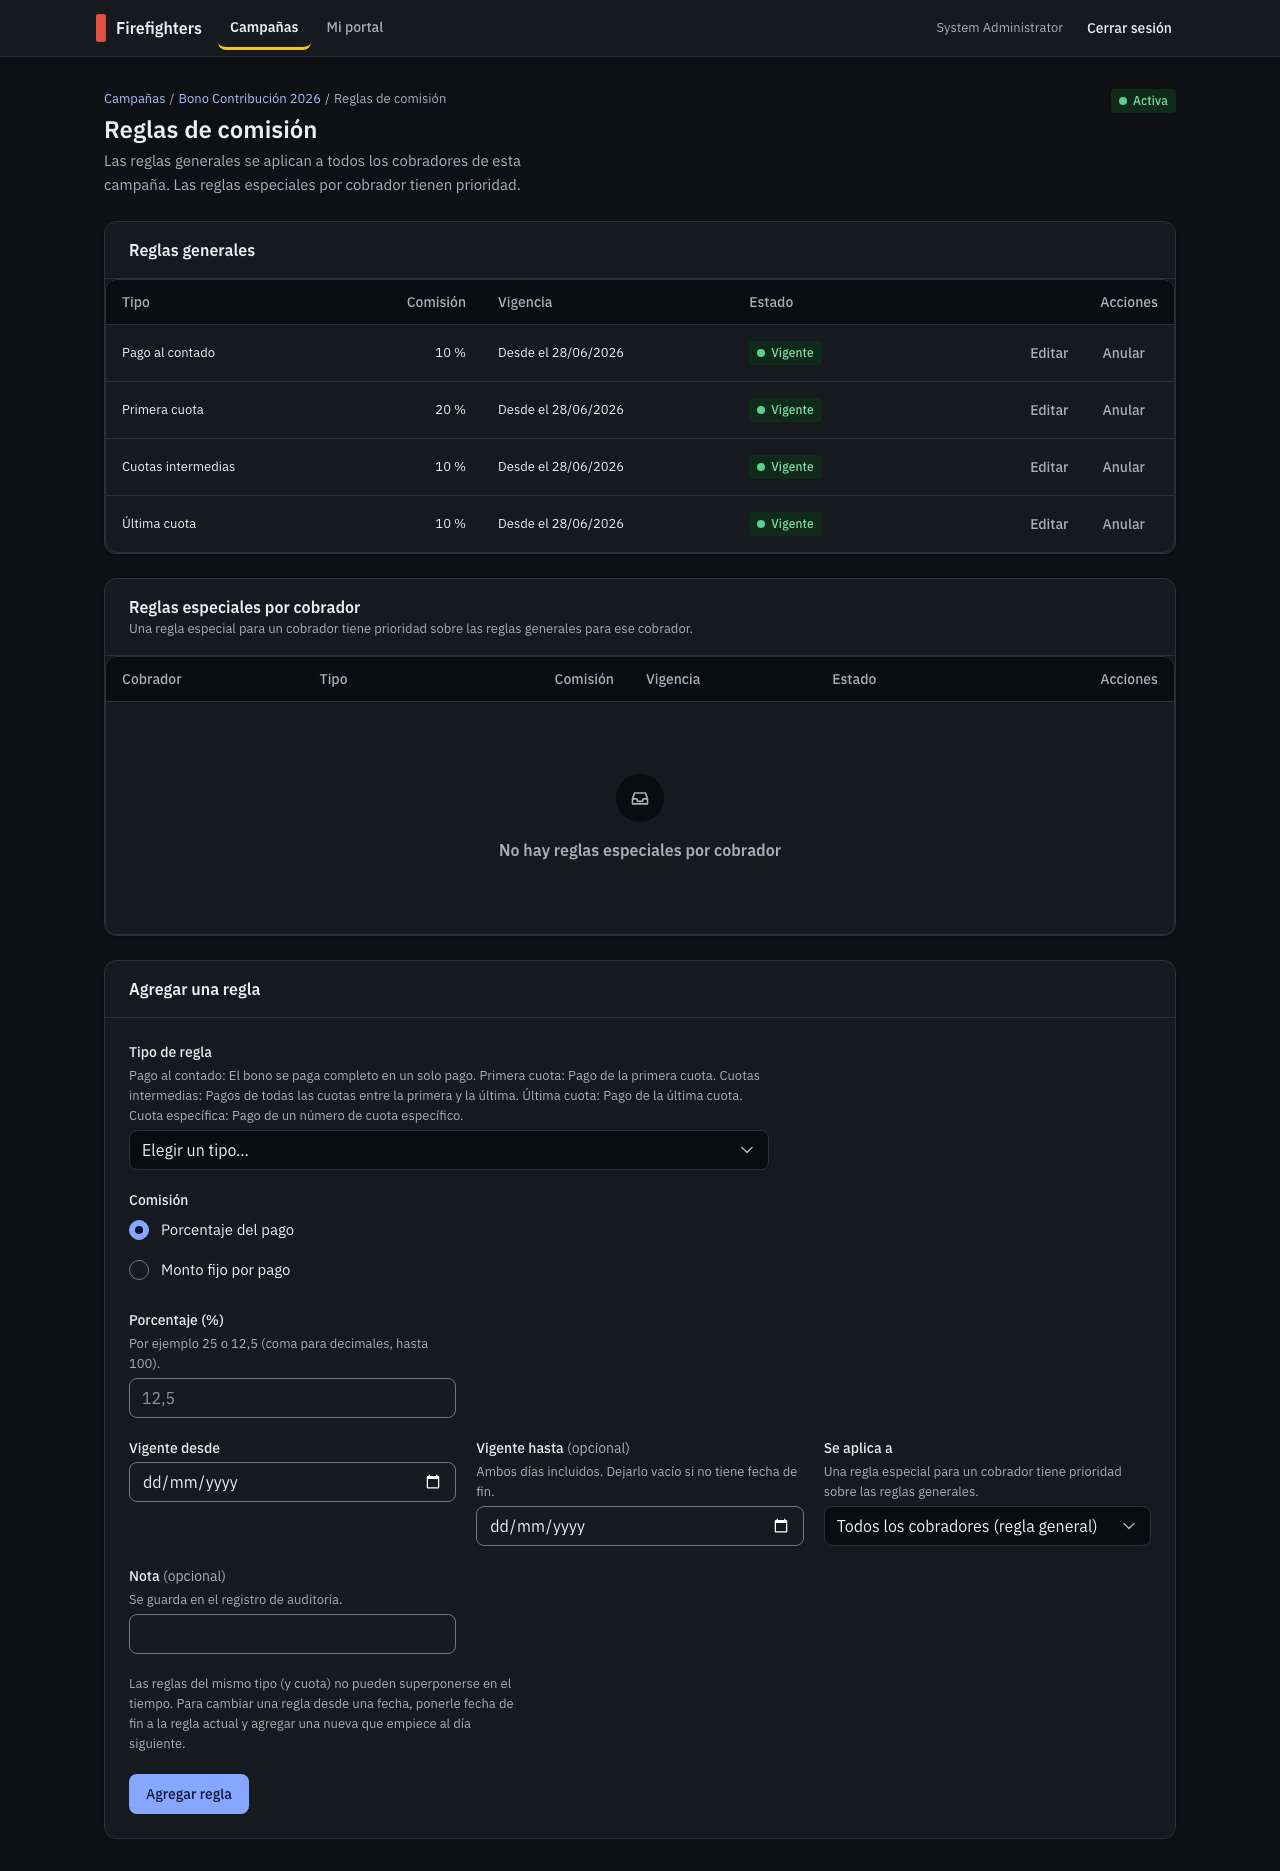 Firefighters Campañas Mi portal System Administrator Cerrar sesión
Campañas / Bono Contribución 2026 / Reglas de comisión
Activa
Reglas de comisión
Las reglas generales se aplican a todos los cobradores de esta
campaña. Las reglas especiales por cobrador tienen prioridad.
Reglas generales
Tipo Comisión Vigencia Estado Acciones
Pago al contado 10 % Desde el 28/06/2026 Vigente Editar Anular
Primera cuota 20 % Desde el 28/06/2026 Vigente Editar Anular
Cuotas intermedias 10 % Desde el 28/06/2026 Vigente Editar Anular
Última cuota 10 % Desde el 28/06/2026 Vigente Editar Anular
Reglas especiales por cobrador
Una regla especial para un cobrador tiene prioridad sobre las reglas generales para ese cobrador.
Cobrador Tipo Comisión Vigencia Estado Acciones
No hay reglas especiales por cobrador
Agregar una regla
Tipo de regla
Pago al contado: El bono se paga completo en un solo pago. Primera cuota: Pago de la primera cuota. Cuotas
intermedias: Pagos de todas las cuotas entre la primera y la última. Última cuota: Pago de la última cuota.
Cuota específica: Pago de un número de cuota específico.
Elegir un tipo...
Comisión
Porcentaje del pago
Monto fijo por pago
Porcentaje (%)
Por ejemplo 25 o 12,5 (coma para decimales, hasta
100).
12,5
Vigente desde
dd/mm/yyyy
Vigente hasta (opcional)
Ambos días incluidos. Dejarlo vacío si no tiene fecha de
fin.
dd/mm/yyyy
Se aplica a
Una regla especial para un cobrador tiene prioridad
sobre las reglas generales.
Todos los cobradores (regla general)
Nota (opcional)
Se guarda en el registro de auditoría.
Las reglas del mismo tipo (y cuota) no pueden superponerse en el
tiempo. Para cambiar una regla desde una fecha, ponerle fecha de
fin a la regla actual y agregar una nueva que empiece al día
siguiente.
Agregar regla